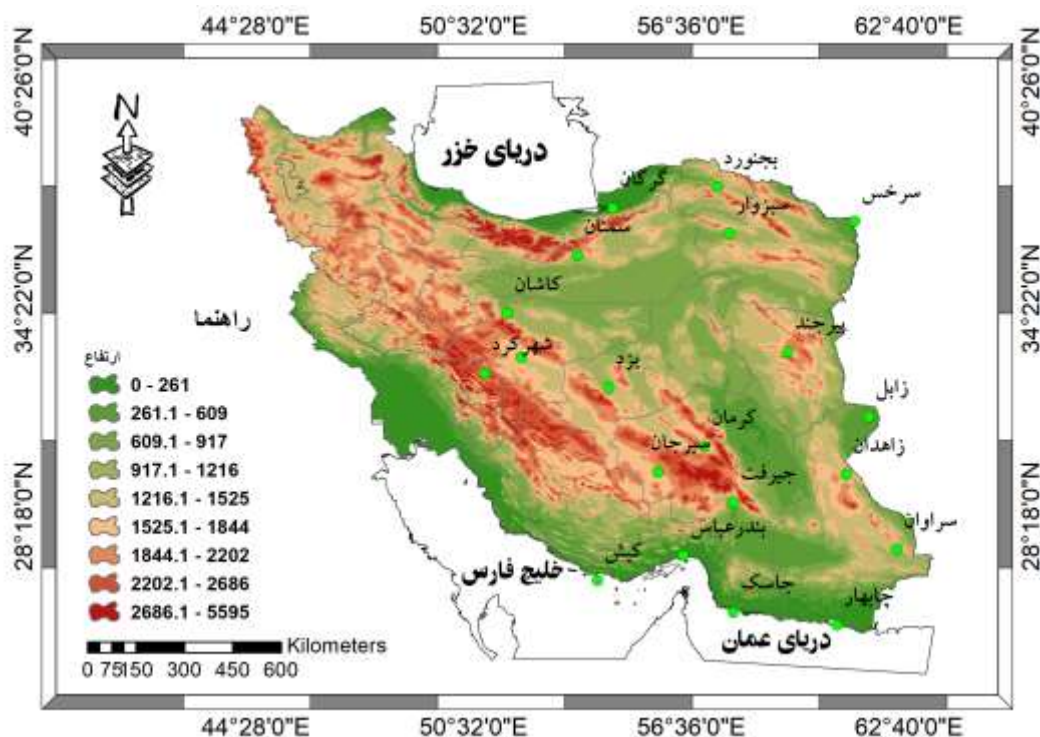 44°28'0"E 50°32'0"E 56°36'0"E 62°40'0"E
40°26'0"N 40°26'0"N
34°22'0"N 34°22'0"N
28°18'0"N 28°18'0"N
N
دریای خزر
بجنورد
گرگان
سبزوار
سرخس
سمنان
کاشان
بیرجند
شهرکرد
یزد
زابل
کرمان
زاهدان
سیرجان
جیرفت
سراوان
بندرعباس
کیش
خلیج فارس
جاسک
چابهار
دریای عمان
راهنما
ارتفاع
0 - 261
261.1 - 609
609.1 - 917
917.1 - 1216
1216.1 - 1525
1525.1 - 1844
1844.1 - 2202
2202.1 - 2686
2686.1 - 5595
Kilometers
0 75 150 300 450 600
44°28'0"E 50°32'0"E 56°36'0"E 62°40'0"E